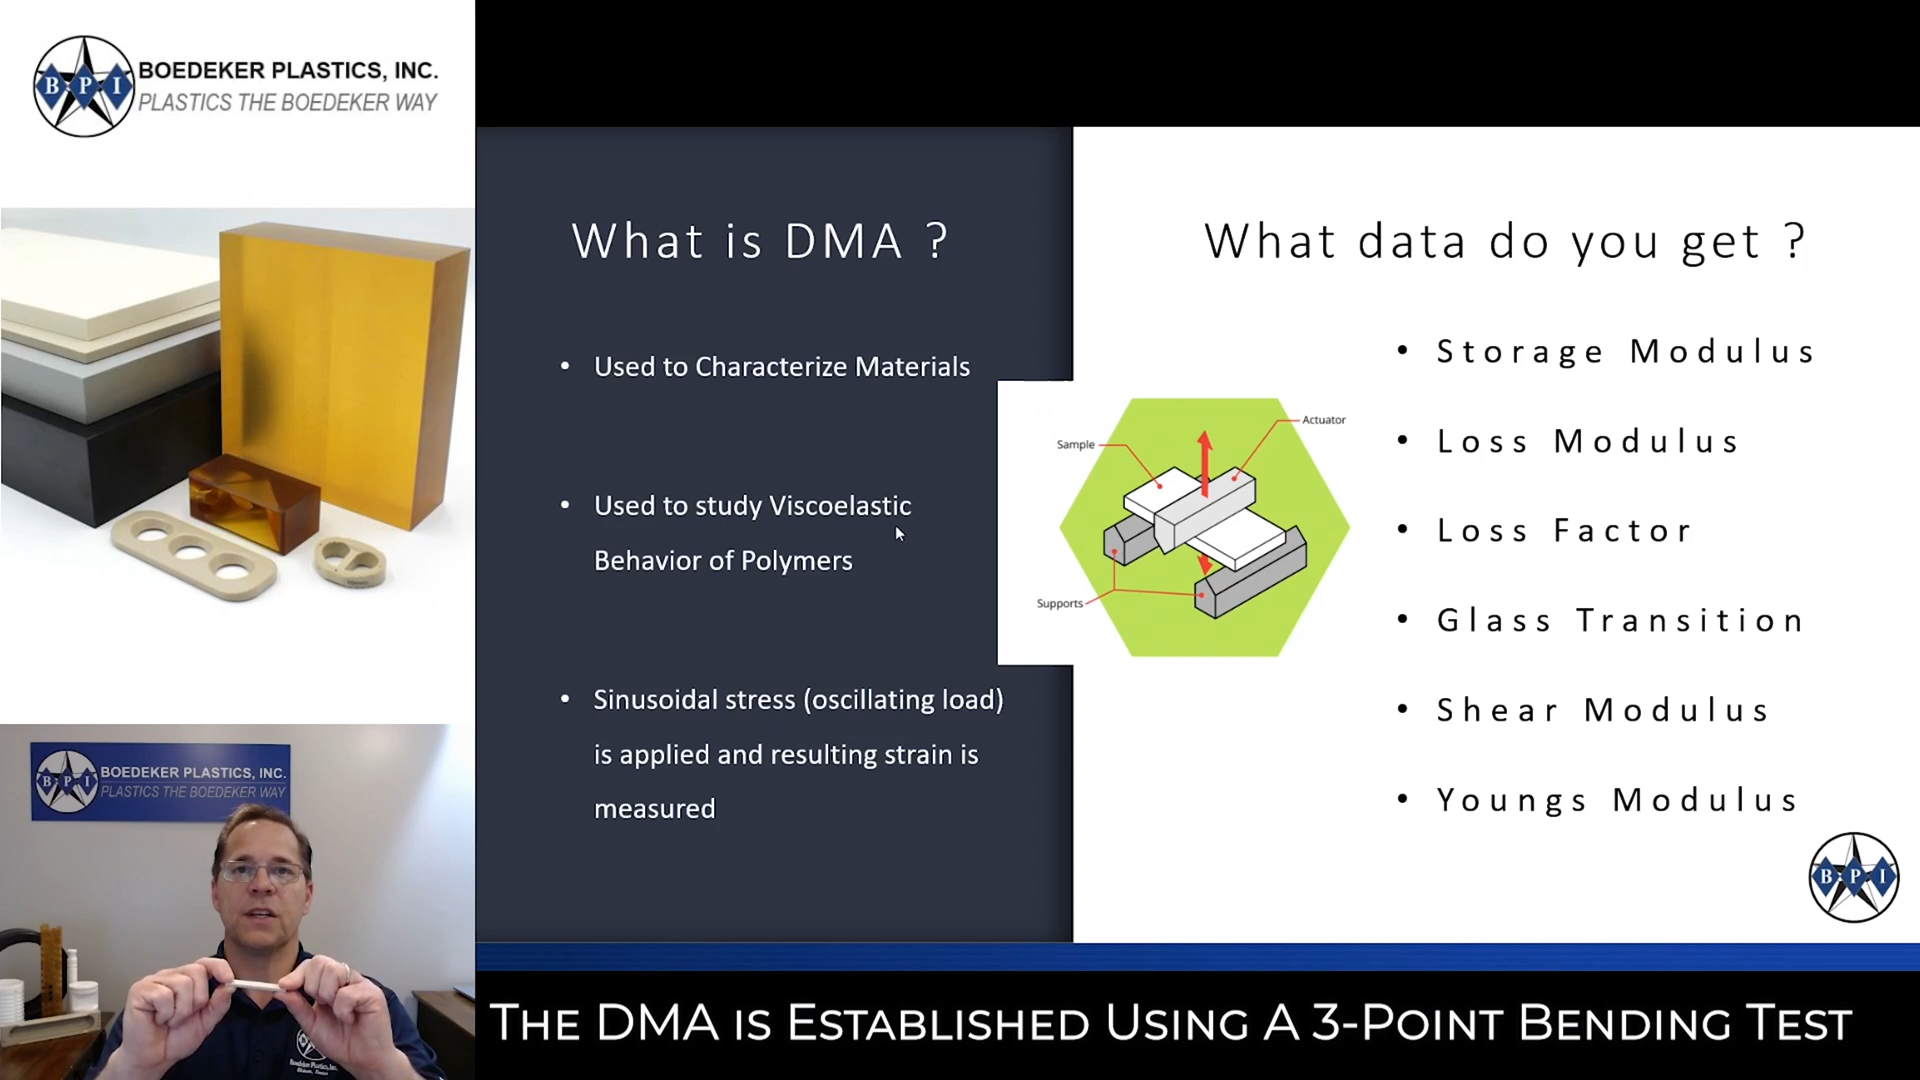 B P I
BOEDEKER PLASTICS, INC.
PLASTICS THE BOEDEKER WAY
What is DMA ?
• Used to Characterize Materials
• Used to study Viscoelastic
Behavior of Polymers
• Sinusoidal stress (oscillating load)
is applied and resulting strain is
measured
What data do you get ?
• Storage Modulus
• Loss Modulus
• Loss Factor
• Glass Transition
• Shear Modulus
• Youngs Modulus
Sample
Actuator
Supports
B P I
B P I
BOEDEKER PLASTICS, INC.
PLASTICS THE BOEDEKER WAY
Boedeker Plastics, Inc.
THE DMA IS ESTABLISHED USING A 3-POINT BENDING TEST